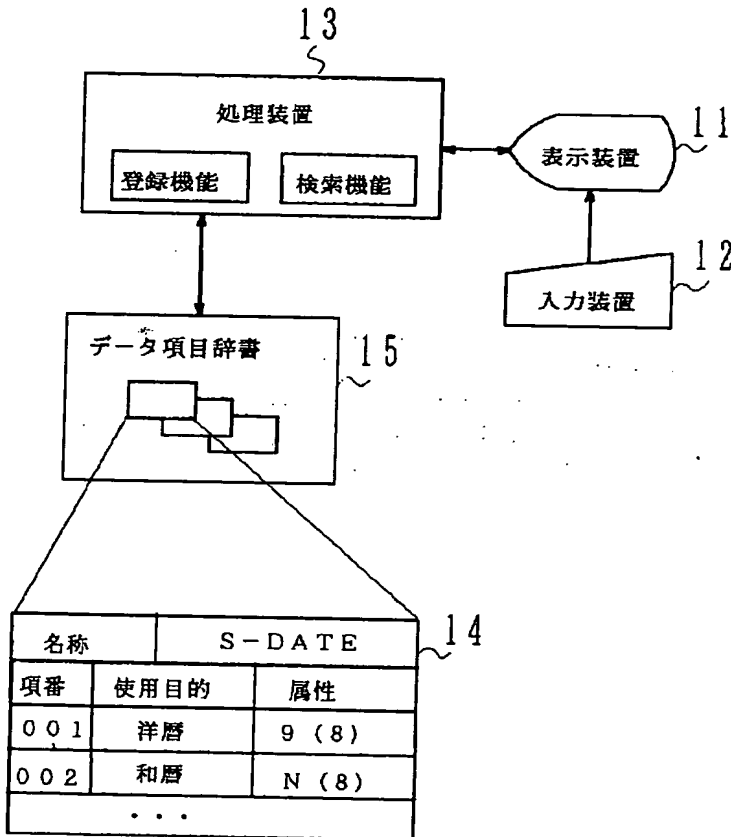 13
処理装置
登録機能 検索機能
11
表示装置
12
入力装置
データ項目辞書
15
14
名称 S-DATE
項番 使用目的 属性
001 洋暦 9(8)
002 和暦 N(8)
・・・